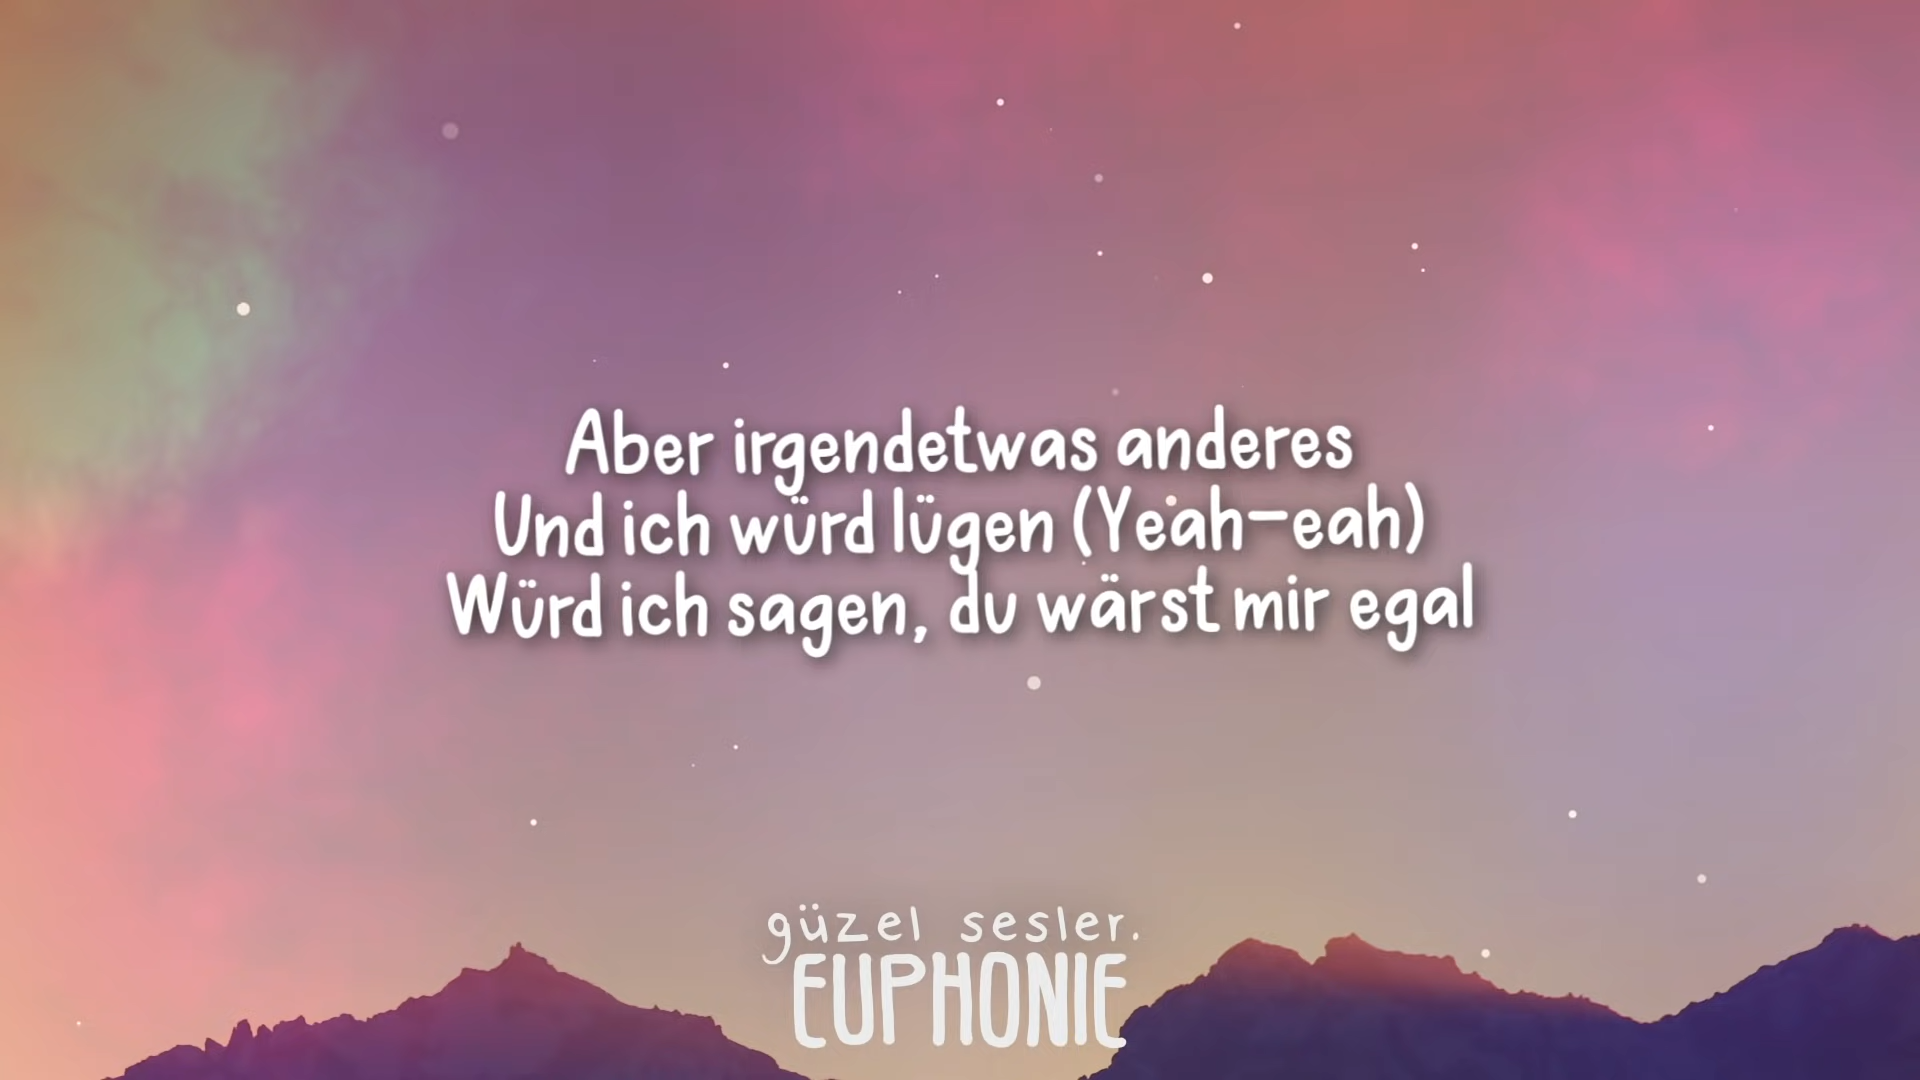 Aber irgendetwas anderes
Und ich würd lügen (Yeah-eah)
Würd ich sagen, du wärst mir egal
güzel sesler.
EUPHONIE